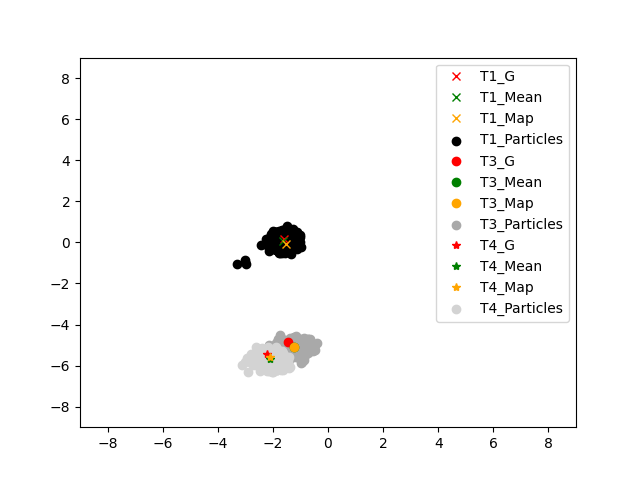 8
6
4
2
0
−2
−4
−6
−8
−8
−6
−4
−2
0
2
4
6
8
T1_G
T1_Mean
T1_Map
T1_Particles
T3_G
T3_Mean
T3_Map
T3_Particles
T4_G
T4_Mean
T4_Map
T4_Particles